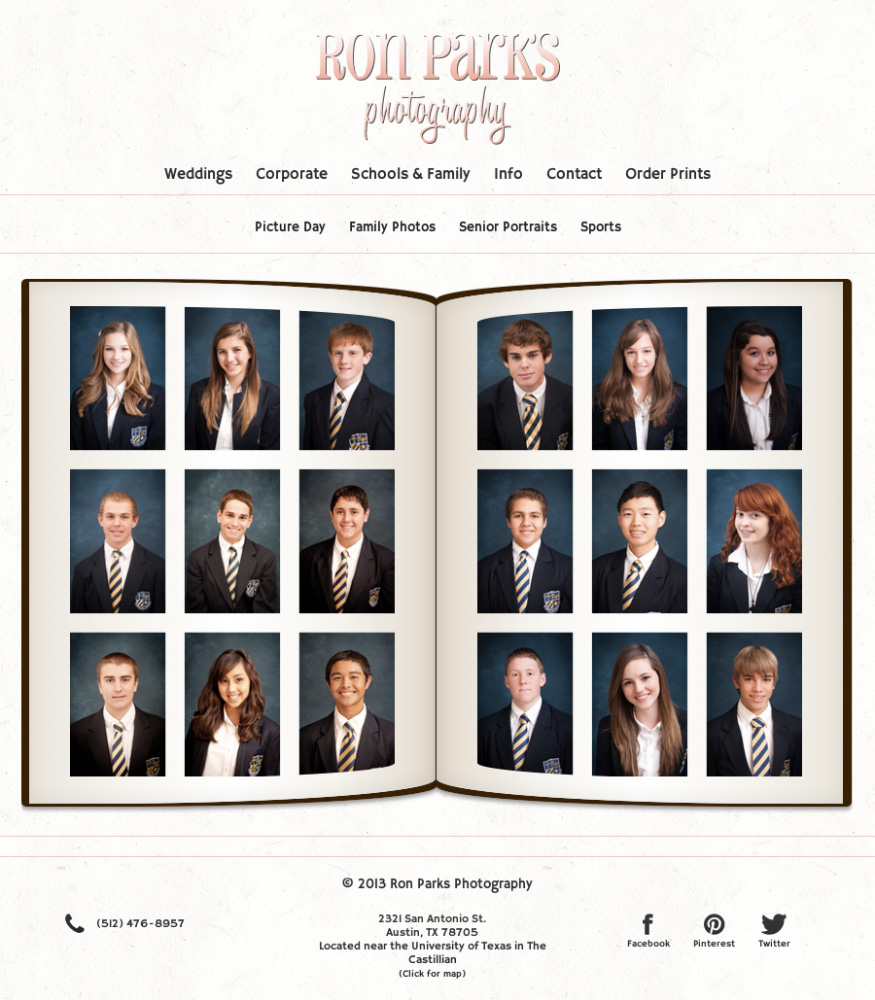 Ron Parks
photography
Weddings Corporate Schools & Family Info Contact Order Prints
Picture Day Family Photos Senior Portraits Sports
© 2013 Ron Parks Photography
(512) 476-8957
2321 San Antonio St.
Austin, TX 78705
Located near the University of Texas in The
Castillian
(Click for map)
Facebook Pinterest Twitter